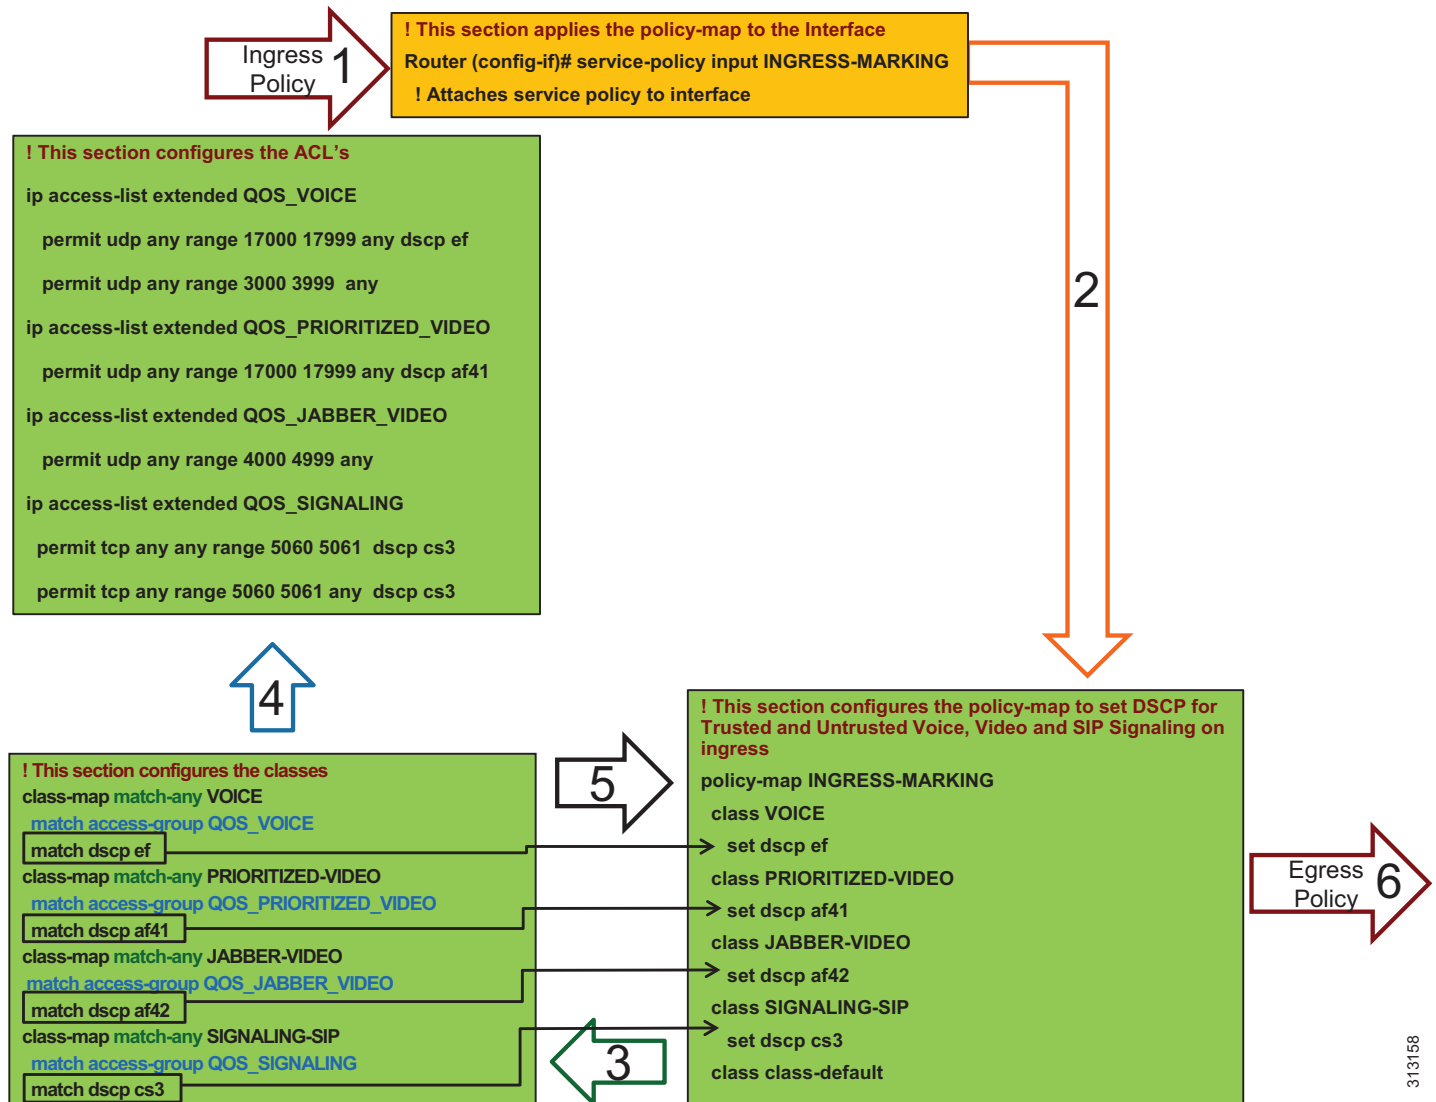 Ingress
Policy
1
! This section applies the policy-map to the Interface
Router (config-if)# service-policy input INGRESS-MARKING
! Attaches service policy to interface
2
! This section configures the ACL's
ip access-list extended QOS_VOICE
permit udp any range 17000 17999 any dscp ef
permit udp any range 3000 3999 any
ip access-list extended QOS_PRIORITIZED_VIDEO
permit udp any range 17000 17999 any dscp af41
ip access-list extended QOS_JABBER_VIDEO
permit udp any range 4000 4999 any
ip access-list extended QOS_SIGNALING
permit tcp any any range 5060 5061 dscp cs3
permit tcp any range 5060 5061 any dscp cs3
4
! This section configures the classes
class-map match-any VOICE
match access-group QOS_VOICE
match dscp ef
class-map match-any PRIORITIZED-VIDEO
match access-group QOS_PRIORITIZED_VIDEO
match dscp af41
class-map match-any JABBER-VIDEO
match access-group QOS_JABBER_VIDEO
match dscp af42
class-map match-any SIGNALING-SIP
match access-group QOS_SIGNALING
match dscp cs3
5
3
! This section configures the policy-map to set DSCP for
Trusted and Untrusted Voice, Video and SIP Signaling on
ingress
policy-map INGRESS-MARKING
class VOICE
set dscp ef
class PRIORITIZED-VIDEO
set dscp af41
class JABBER-VIDEO
set dscp af42
class SIGNALING-SIP
set dscp cs3
class class-default
Egress
Policy
6
313158